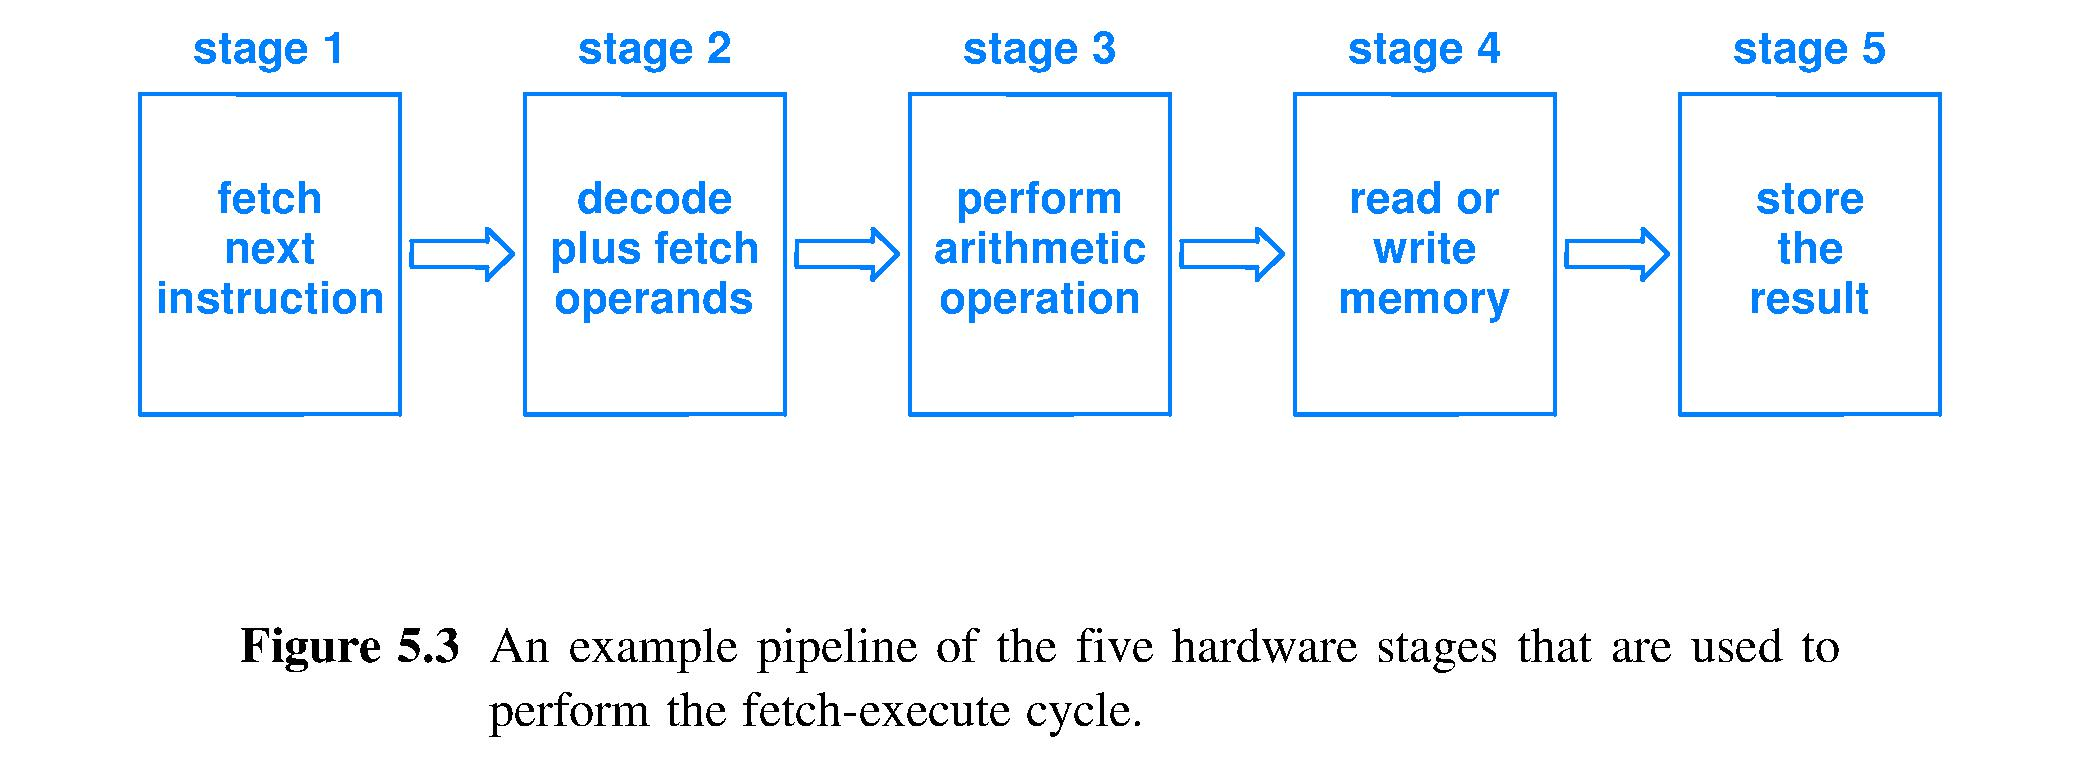 stage 1
stage 2
stage 3
stage 4
stage 5
fetch
next
instruction
decode
plus fetch
operands
perform
arithmetic
operation
read or
write
memory
store
the
result
Figure 5.3 An example pipeline of the five hardware stages that are used to
perform the fetch-execute cycle.